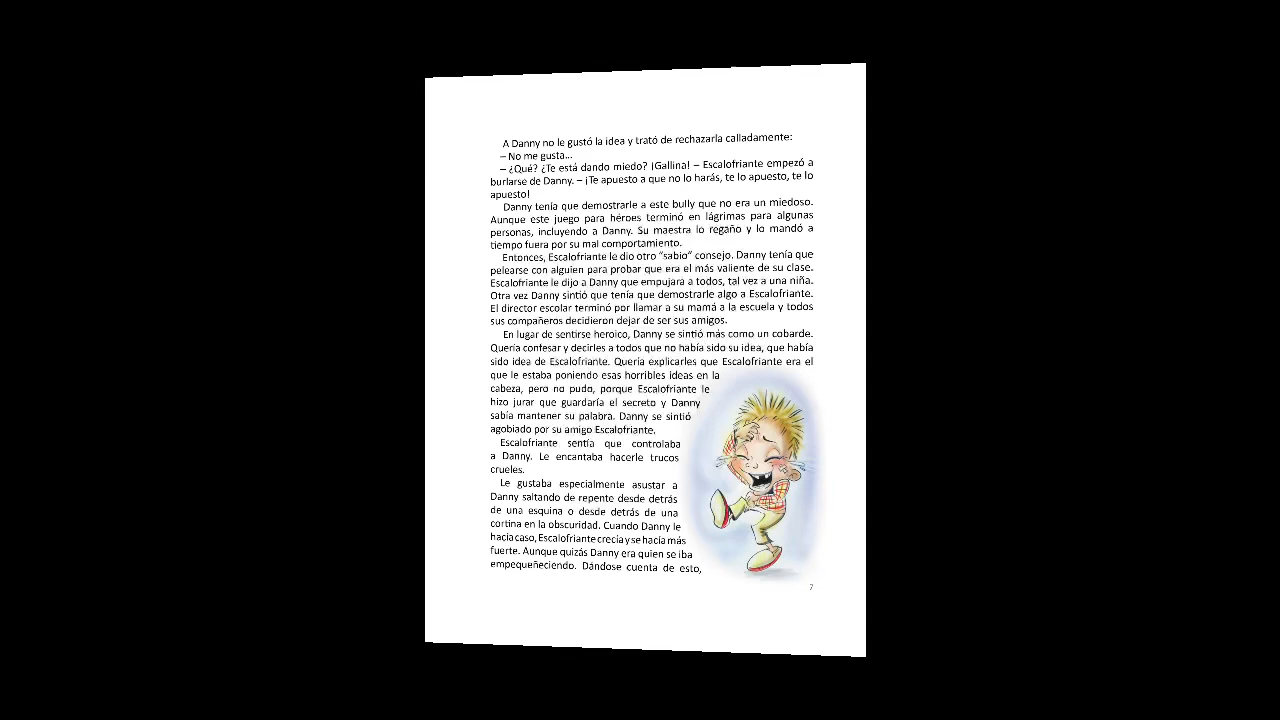 A Danny no le gustó la idea y trató de rechazarla calladamente:
– No me gusta...
– ¿Qué? ¿Te está dando miedo? ¡Gallina! – Escalofriante empezó a
burlarse de Danny. – ¡Te apuesto a que no lo harás, te lo apuesto, te lo
apuesto!
Danny tenía que demostrarle a este bully que no era un miedoso.
Aunque este juego para héroes terminó en lágrimas para algunas
personas, incluyendo a Danny. Su maestra lo regaño y lo mandó a
tiempo fuera por su mal comportamiento.
Entonces, Escalofriante le dio otro “sabio” consejo. Danny tenía que
pelearse con alguien para probar que era el más valiente de su clase.
Escalofriante le dijo a Danny que empujara a todos, tal vez a una niña.
Otra vez Danny sintió que tenía que demostrarle algo a Escalofriante.
El director escolar terminó por llamar a su mamá a la escuela y todos
sus compañeros decidieron dejar de ser sus amigos.
En lugar de sentirse heroico, Danny se sintió más como un cobarde.
Quería confesar y decirles a todos que no había sido su idea, que había
sido idea de Escalofriante. Quería explicarles que Escalofriante era el
que le estaba poniendo esas horribles ideas en la
cabeza, pero no pudo, porque Escalofriante le
hizo jurar que guardaría el secreto y Danny
sabía mantener su palabra. Danny se sintió
agobiado por su amigo Escalofriante.
Escalofriante sentía que controlaba
a Danny. Le encantaba hacerle trucos
crueles.
Le gustaba especialmente asustar a
Danny saltando de repente desde detrás
de una esquina o desde detrás de una
cortina en la obscuridad. Cuando Danny le
hacia caso, Escalofriante crecía y se hacía más
fuerte. Aunque quizás Danny era quien se iba
empequeñeciendo. Dándose cuenta de esto,
7